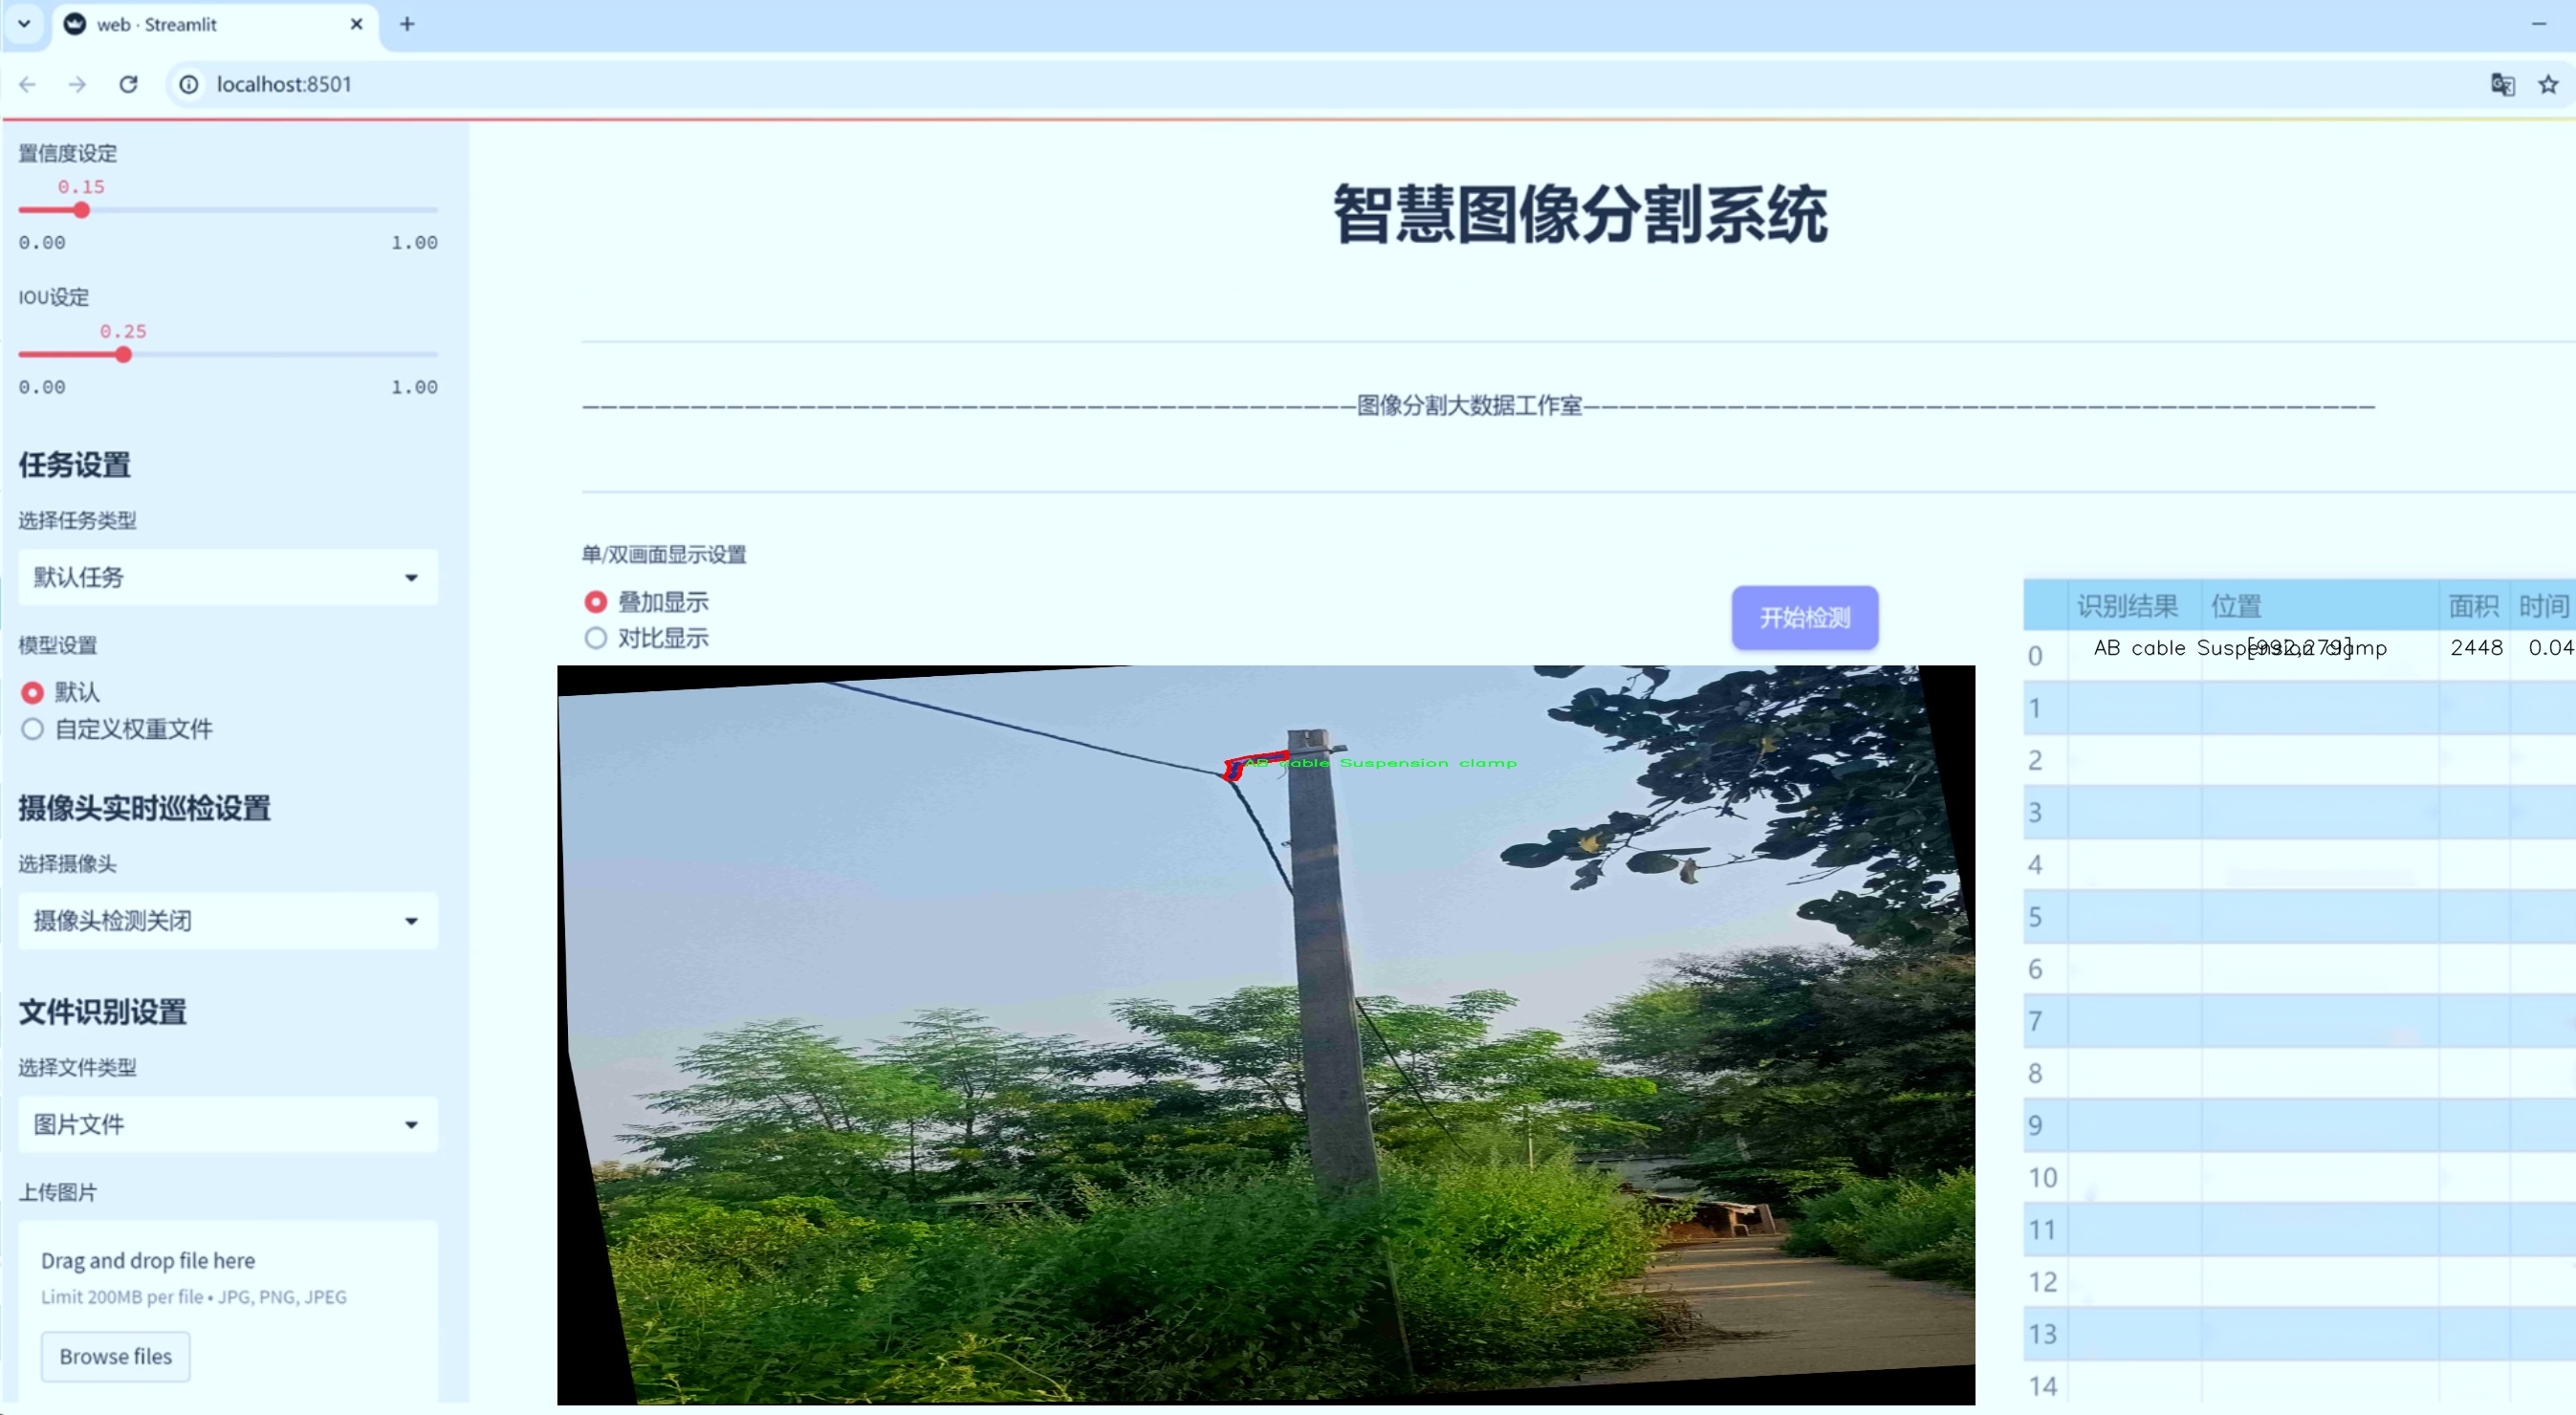 web · Streamlit
localhost:8501
置信度设定
0.15
0.00 1.00
IOU设定
0.25
0.00 1.00
任务设置
选择任务类型
默认任务
模型设置
默认
自定义权重文件
摄像头实时巡检设置
选择摄像头
摄像头检测关闭
文件识别设置
选择文件类型
图片文件
上传图片
Drag and drop file here
Limit 200MB per file • JPG, PNG, JPEG
Browse files
智慧图像分割系统
图像分割大数据工作室
单/双画面显示设置
叠加显示
对比显示
开始检测
AB cable Suspension clamp
识别结果 位置 面积 时间
0 AB cable Suspension clamp [992,279] 2448 0.04
1
2
3
4
5
6
7
8
9
10
11
12
13
14